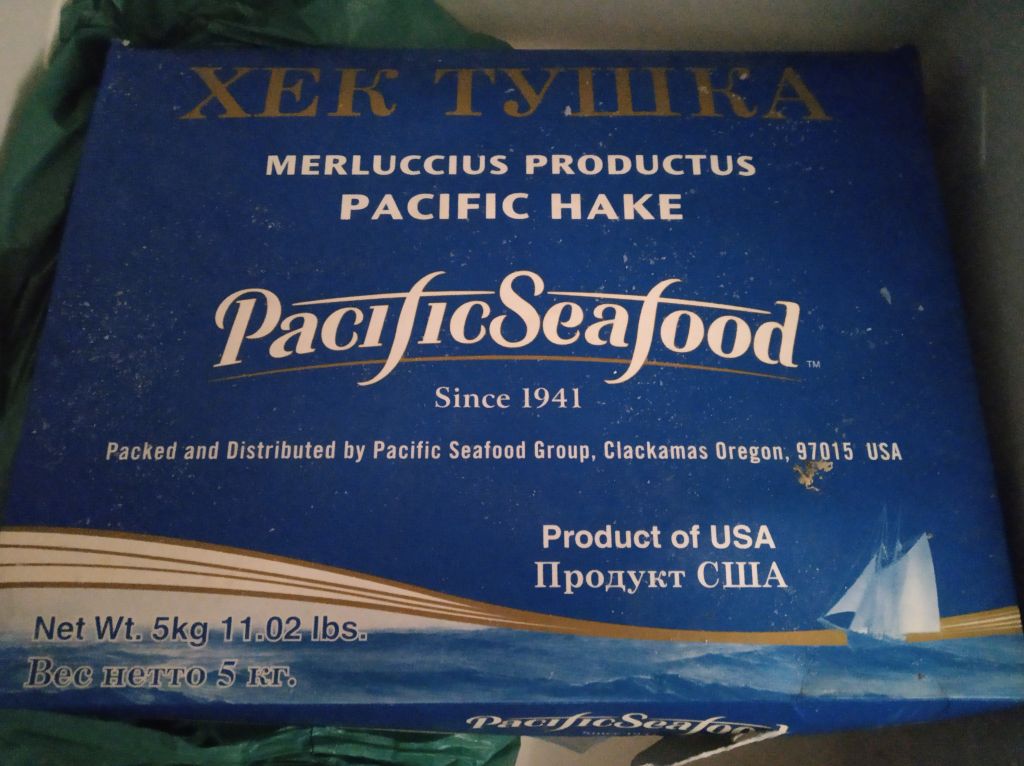 ХЕК ТУШКА
MERLUCCIUS PRODUCTUS
PACIFIC HAKE
PacificSeafood™
Since 1941
Packed and Distributed by Pacific Seafood Group, Clackamas Oregon, 97015 USA
Product of USA
Продукт США
Net Wt. 5kg 11.02 lbs.
Вес нетто 5 кг.
PacificSeafood